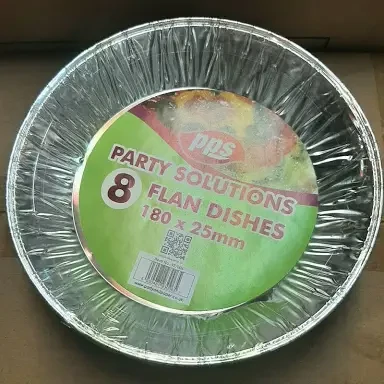 pps
PARTY SOLUTIONS
8 FLAN DISHES
180 x 25mm